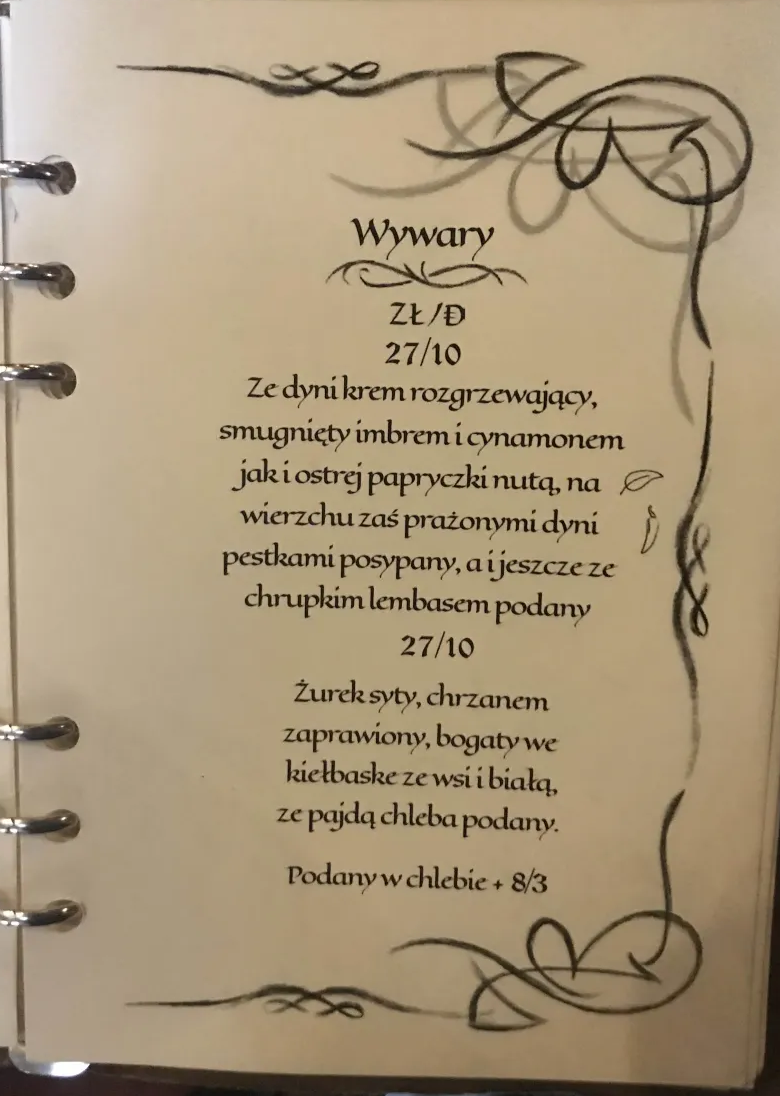 Wywary
ZŁ/Đ
27/10
Ze dyni krem rozgrzewający,
smugnięty imbrem i cynamonem
jak i ostrej papryczki nutą, na
wierzchu zaś prażonymi dyni
pestkami posypany, a i jeszcze ze
chrupkim lembasem podany
27/10
Żurek syty, chrzanem
zaprawiony, bogaty we
kiełbaske ze wsi i białą,
ze pajdą chleba podany.
Podany w chlebie + 8/3